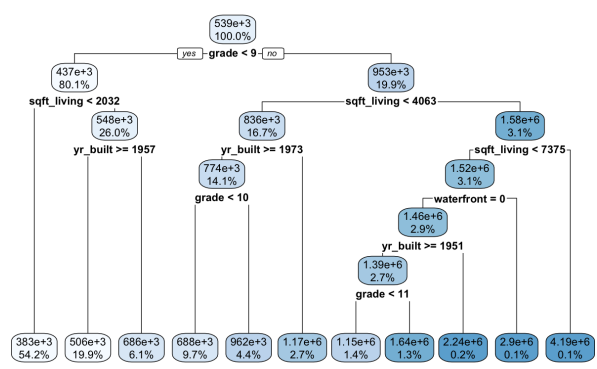 539e+3
100.0%
yes grade < 9 no
437e+3
80.1%
953e+3
19.9%
sqft_living < 2032
sqft_living < 4063
548e+3
26.0%
836e+3
16.7%
1.58e+6
3.1%
yr_built >= 1957
yr_built >= 1973
sqft_living < 7375
774e+3
14.1%
1.52e+6
3.1%
grade < 10
waterfront = 0
1.46e+6
2.9%
yr_built >= 1951
1.39e+6
2.7%
grade < 11
383e+3
54.2%
506e+3
19.9%
686e+3
6.1%
688e+3
9.7%
962e+3
4.4%
1.17e+6
2.7%
1.15e+6
1.4%
1.64e+6
1.3%
2.24e+6
0.2%
2.9e+6
0.1%
4.19e+6
0.1%